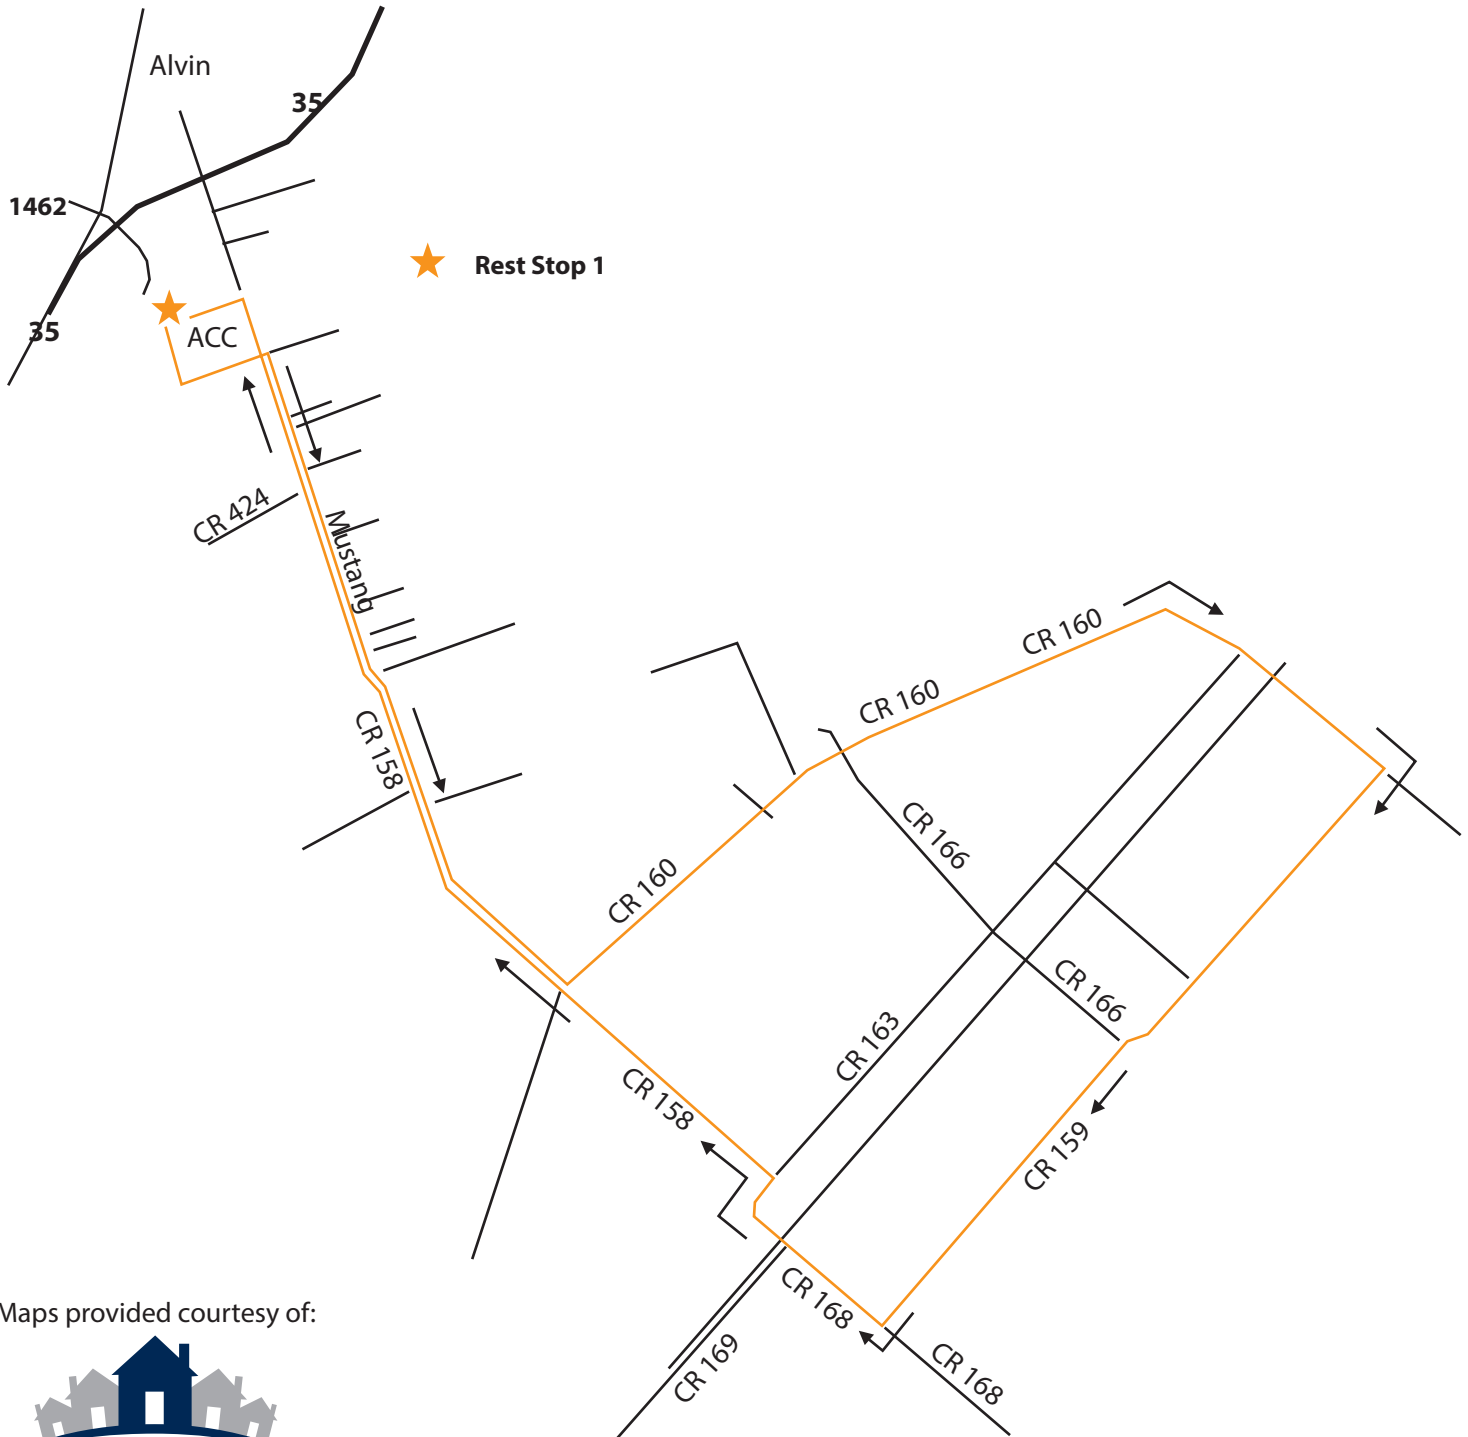 Alvin
35
1462
Rest Stop 1
35
ACC
CR 424
Mustang
CR 160
CR 160
CR 158
CR 166
CR 160
CR 166
CR 163
CR 158
CR 159
CR 168
Maps provided courtesy of:
CR 169
CR 168